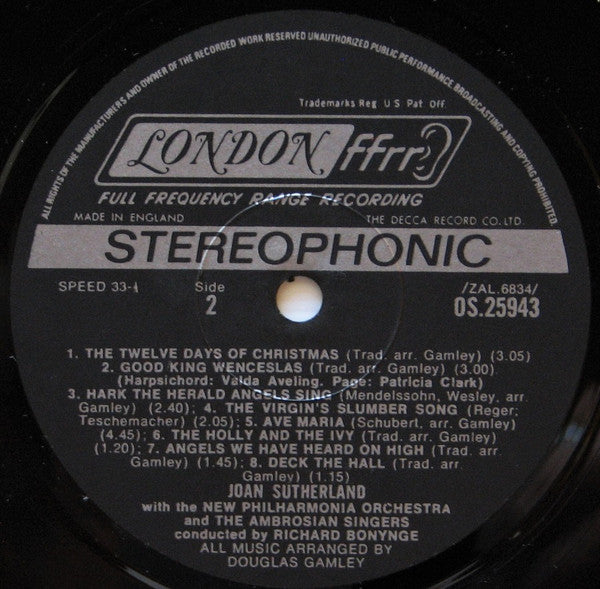 ALL RIGHTS OF THE MANUFACTURERS AND OWNER OF THE RECORDED WORK RESERVED UNAUTHORIZED PUBLIC PERFORMANCE BROADCASTING AND COPYING PROHIBITED.
Trademarks Reg U S Pat Off
LONDON ffrr
FULL FREQUENCY RANGE RECORDING
MADE IN ENGLAND THE DECCA RECORD CO. LTD.
STEREOPHONIC
SPEED 33-⅓ Side /ZAL.6834/
2 OS.25943
1. THE TWELVE DAYS OF CHRISTMAS (Trad. arr. Gamley) (3.05)
2. GOOD KING WENCESLAS (Trad. arr. Gamley) (3.00)
(Harpsichord: Valda Aveling. Page: Patricia Clark)
3. HARK THE HERALD ANGELS SING (Mendelssohn, Wesley, arr.
Gamley) (2.40); 4. THE VIRGIN'S SLUMBER SONG (Reger;
Teschemacher) (2.05); 5. AVE MARIA (Schubert, arr. Gamley)
(4.45); 6. THE HOLLY AND THE IVY (Trad. arr. Gamley)
(1.20); 7. ANGELS WE HAVE HEARD ON HIGH (Trad. arr.
Gamley) (1.45); 8. DECK THE HALL (Trad. arr.
Gamley) (1.15)
JOAN SUTHERLAND
with the NEW PHILHARMONIA ORCHESTRA
and THE AMBROSIAN SINGERS
conducted by RICHARD BONYNGE
ALL MUSIC ARRANGED BY
DOUGLAS GAMLEY